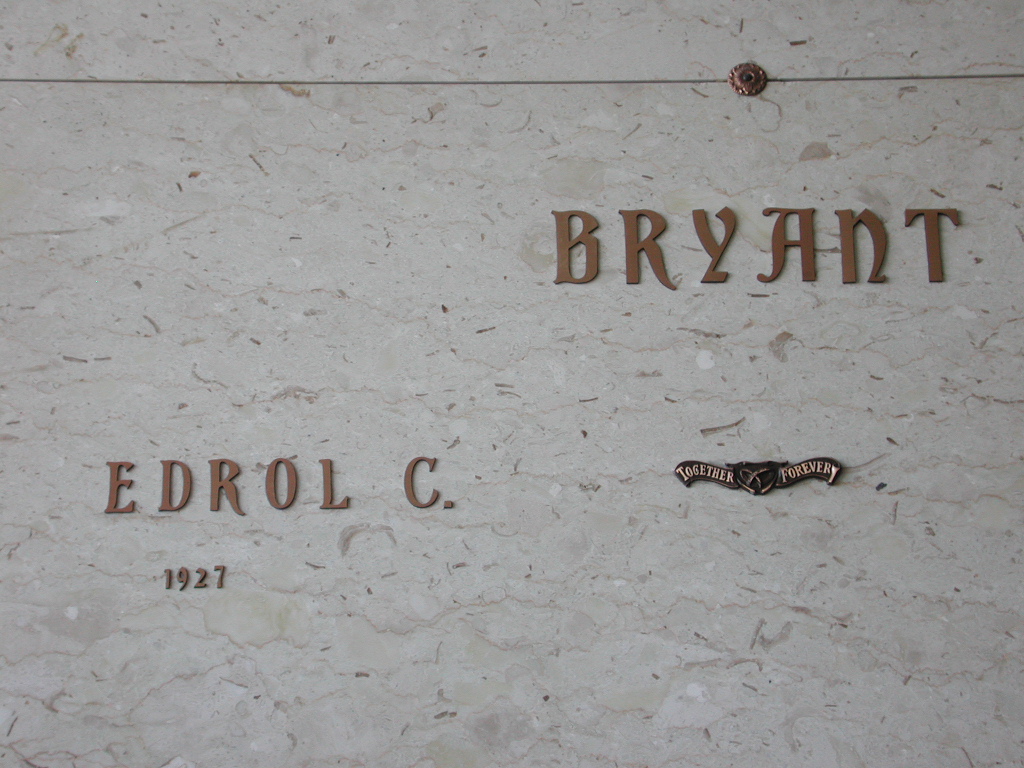 BRYANT
EDROL C.
TOGETHER FOREVER
1927